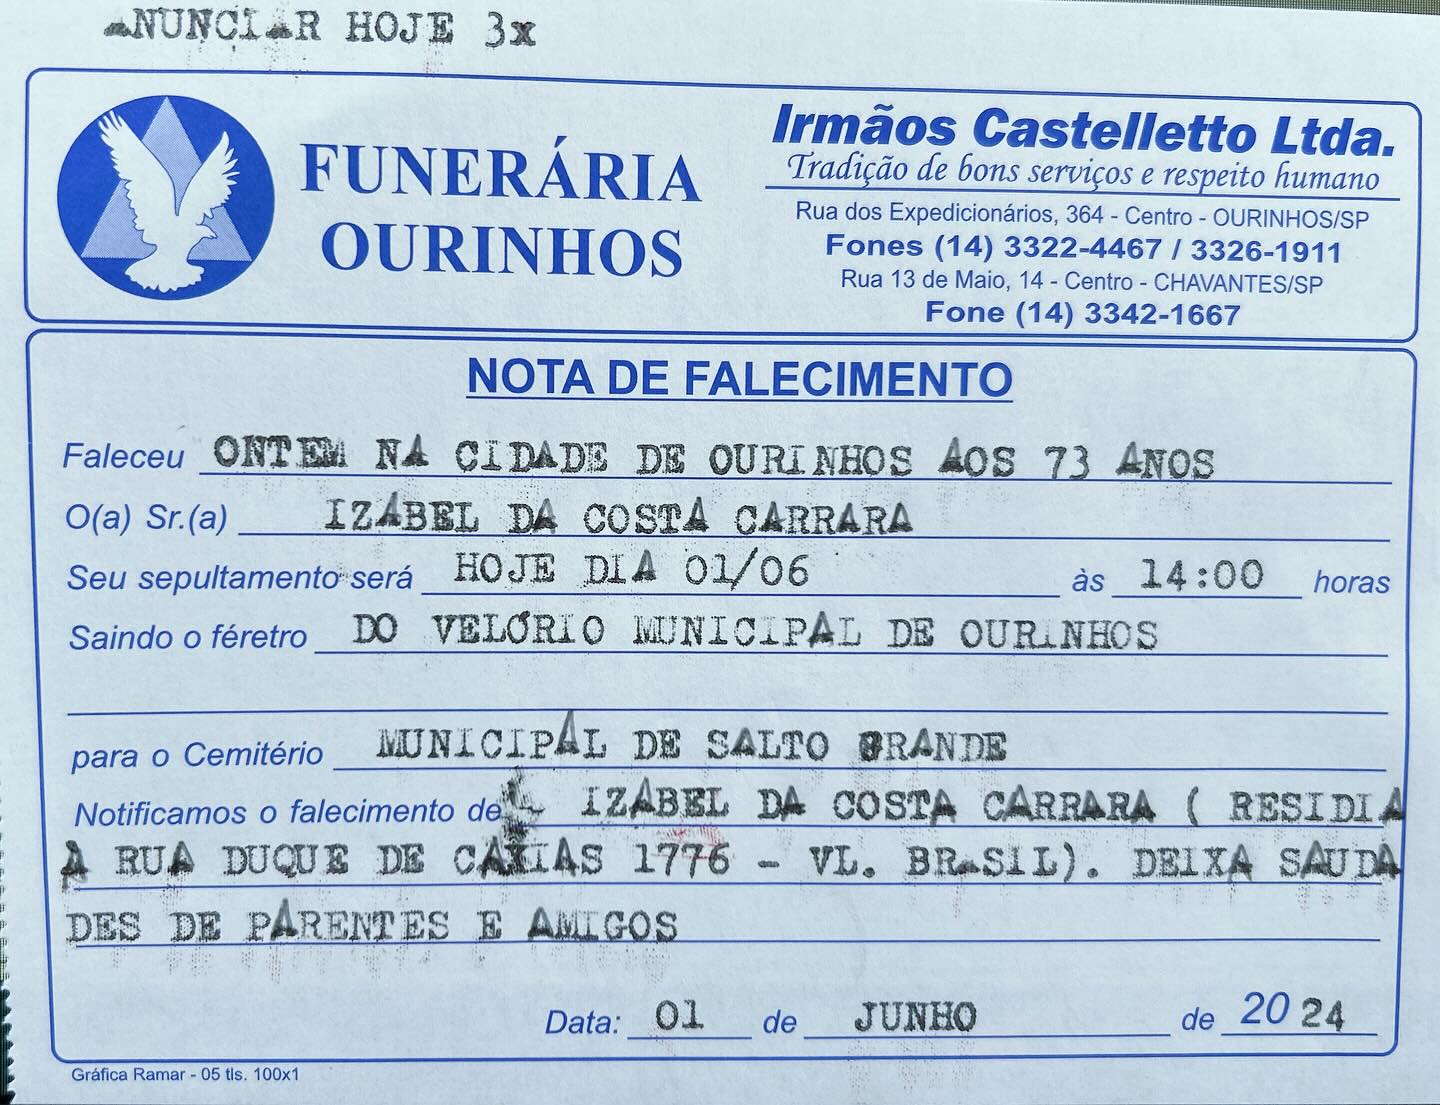 ANUNCIAR HOJE 3x
FUNERÁRIA
OURINHOS
Irmãos Castelletto Ltda.
Tradição de bons serviços e respeito humano
Rua dos Expedicionários, 364 - Centro - OURINHOS/SP
Fones (14) 3322-4467 / 3326-1911
Rua 13 de Maio, 14 - Centro - CHAVANTES/SP
Fone (14) 3342-1667
NOTA DE FALECIMENTO
Faleceu ONTEM NA CIDADE DE OURINHOS AOS 73 ANOS
O(a) Sr.(a) IZABEL DA COSTA CARRARA
Seu sepultamento será HOJE DIA 01/06 às 14:00 horas
Saindo o féretro DO VELÓRIO MUNICIPAL DE OURINHOS
para o Cemitério MUNICIPAL DE SALTO GRANDE
Notificamos o falecimento de IZABEL DA COSTA CARRARA ( RESIDIA
A RUA DUQUE DE CAXIAS 1776 - VL. BRASIL). DEIXA SAUDA
DES DE PARENTES E AMIGOS
Data: 01 de JUNHO de 2024
Gráfica Ramar - 05 tls. 100x1